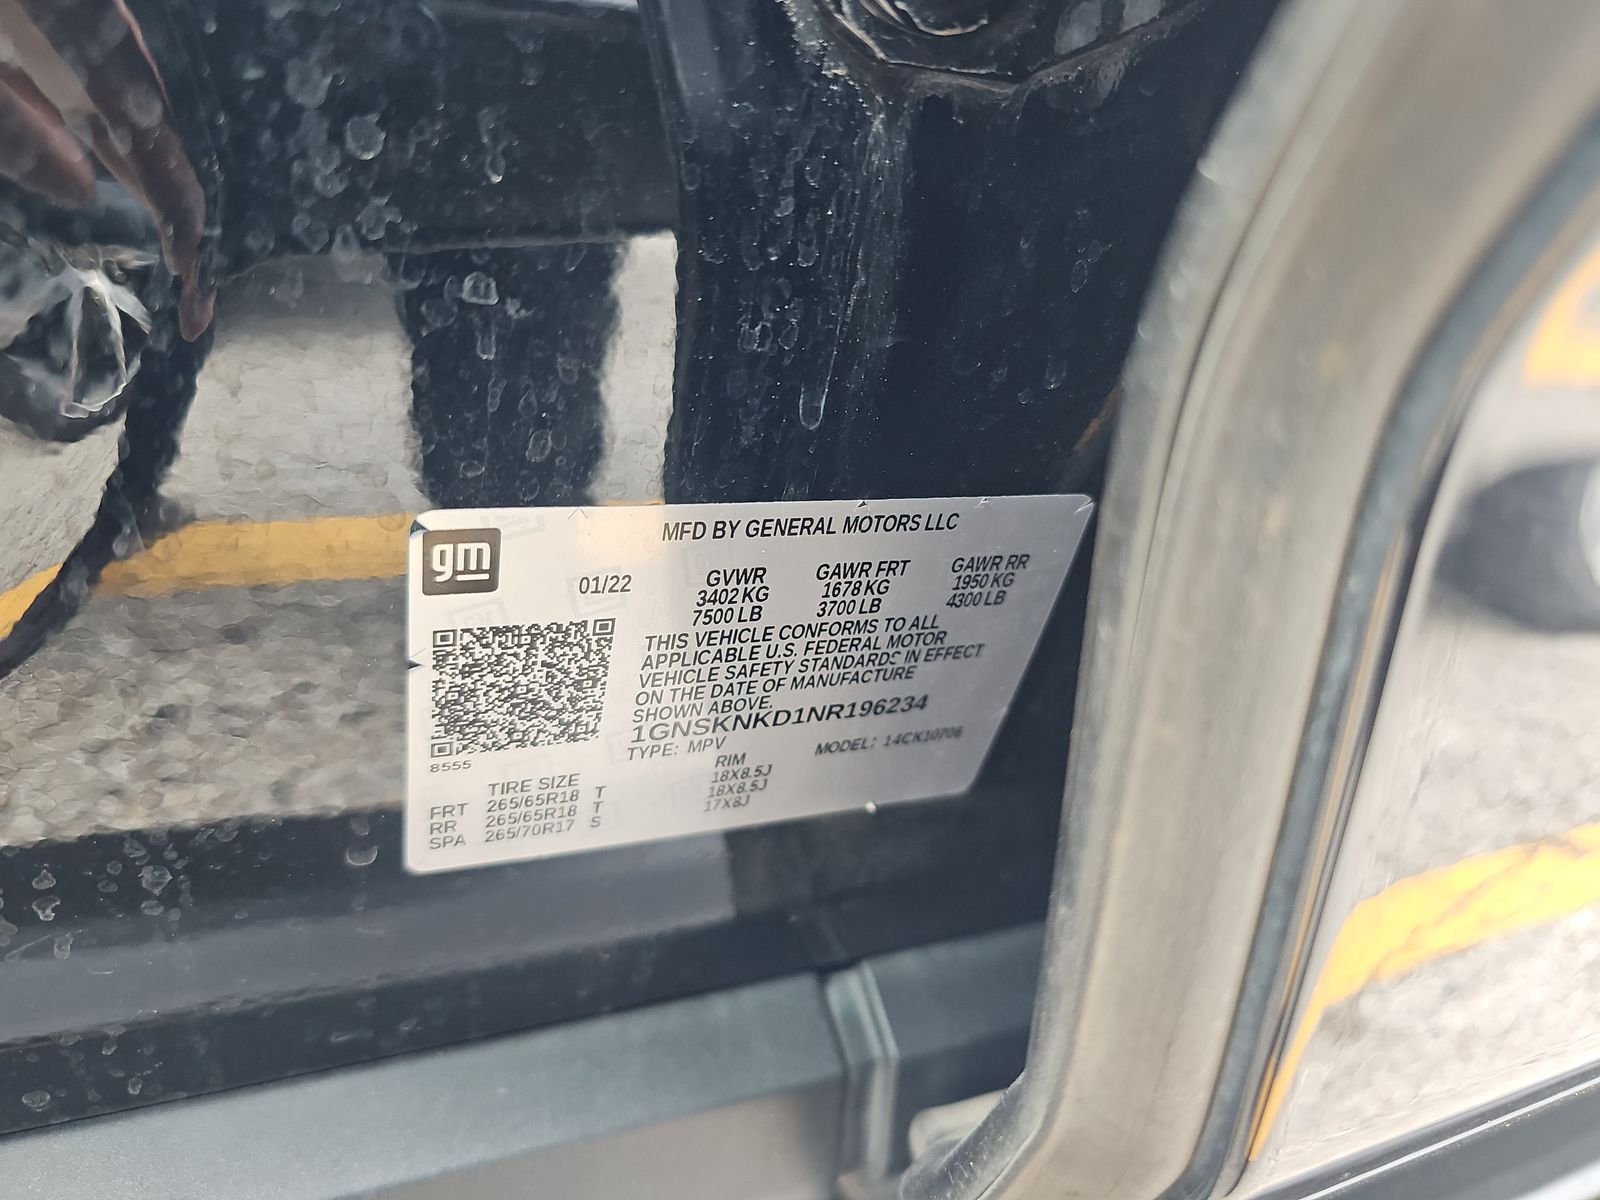 MFD BY GENERAL MOTORS LLC
gm
01/22
GVWR GAWR FRT GAWR RR
3402 KG 1678 KG 1950 KG
7500 LB 3700 LB 4300 LB
THIS VEHICLE CONFORMS TO ALL
APPLICABLE U.S. FEDERAL MOTOR
VEHICLE SAFETY STANDARDS IN EFFECT
ON THE DATE OF MANUFACTURE
SHOWN ABOVE.
1GNSKNKD1NR196234
TYPE: MPV MODEL: 14CK10706
8555
TIRE SIZE RIM
FRT 265/65R18 T 18X8.5J
RR 265/65R18 T 18X8.5J
SPA 265/70R17 S 17X8J